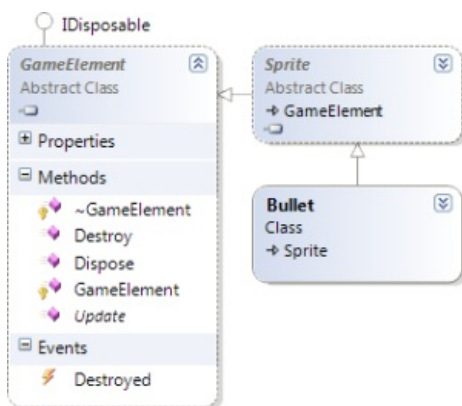 IDisposable
GameElement
Abstract Class
Properties
Methods
~GameElement
Destroy
Dispose
GameElement
Update
Events
Destroyed
Sprite
Abstract Class
GameElement
Bullet
Class
Sprite